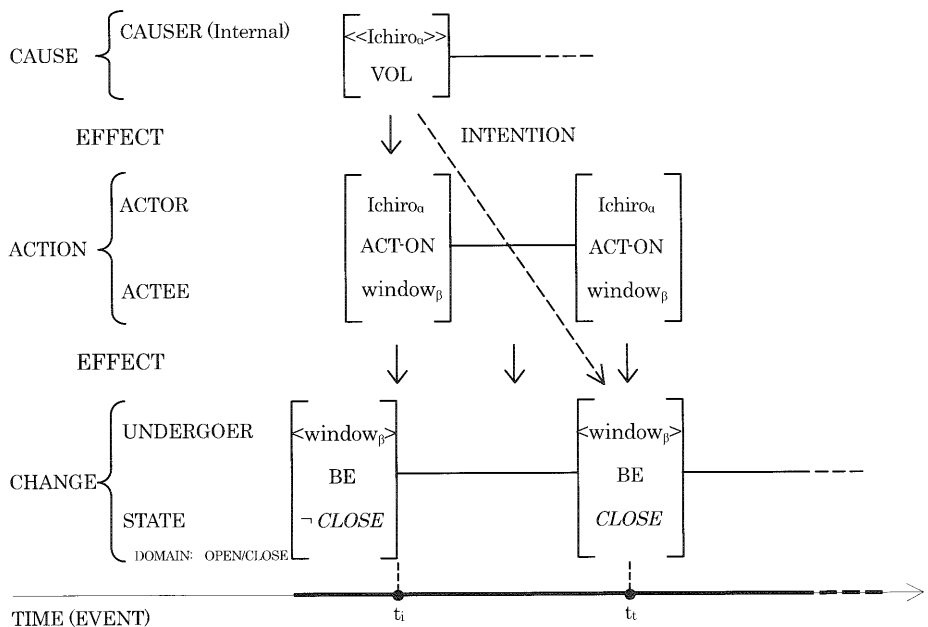 CAUSER (Internal)
<<Ichiroα>>
CAUSE
VOL
EFFECT
INTENTION
ACTOR
Ichiroα
Ichiroα
ACTION
ACT-ON
ACT-ON
ACTEE
windowβ
windowβ
EFFECT
UNDERGOER
<windowβ>
<windowβ>
CHANGE
BE
BE
STATE
¬ CLOSE
CLOSE
DOMAIN: OPEN/CLOSE
TIME (EVENT)
ti
tt